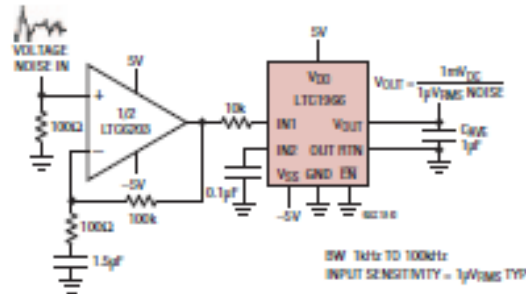 VOLTAGE
NOISE IN
100Ω
+
−
1/2
LTC6203
5V
−5V
100k
100Ω
1.5µF
10k
0.1µF
5V
VDD
LTC1966
IN1
VOUT
IN2
OUT RTN
VSS
GND
EN
−5V
VOUT = 1mVDC
1µVRMS NOISE
CAVE
1µF
BW 1kHz TO 100kHz
INPUT SENSITIVITY = 1µVRMS TYP